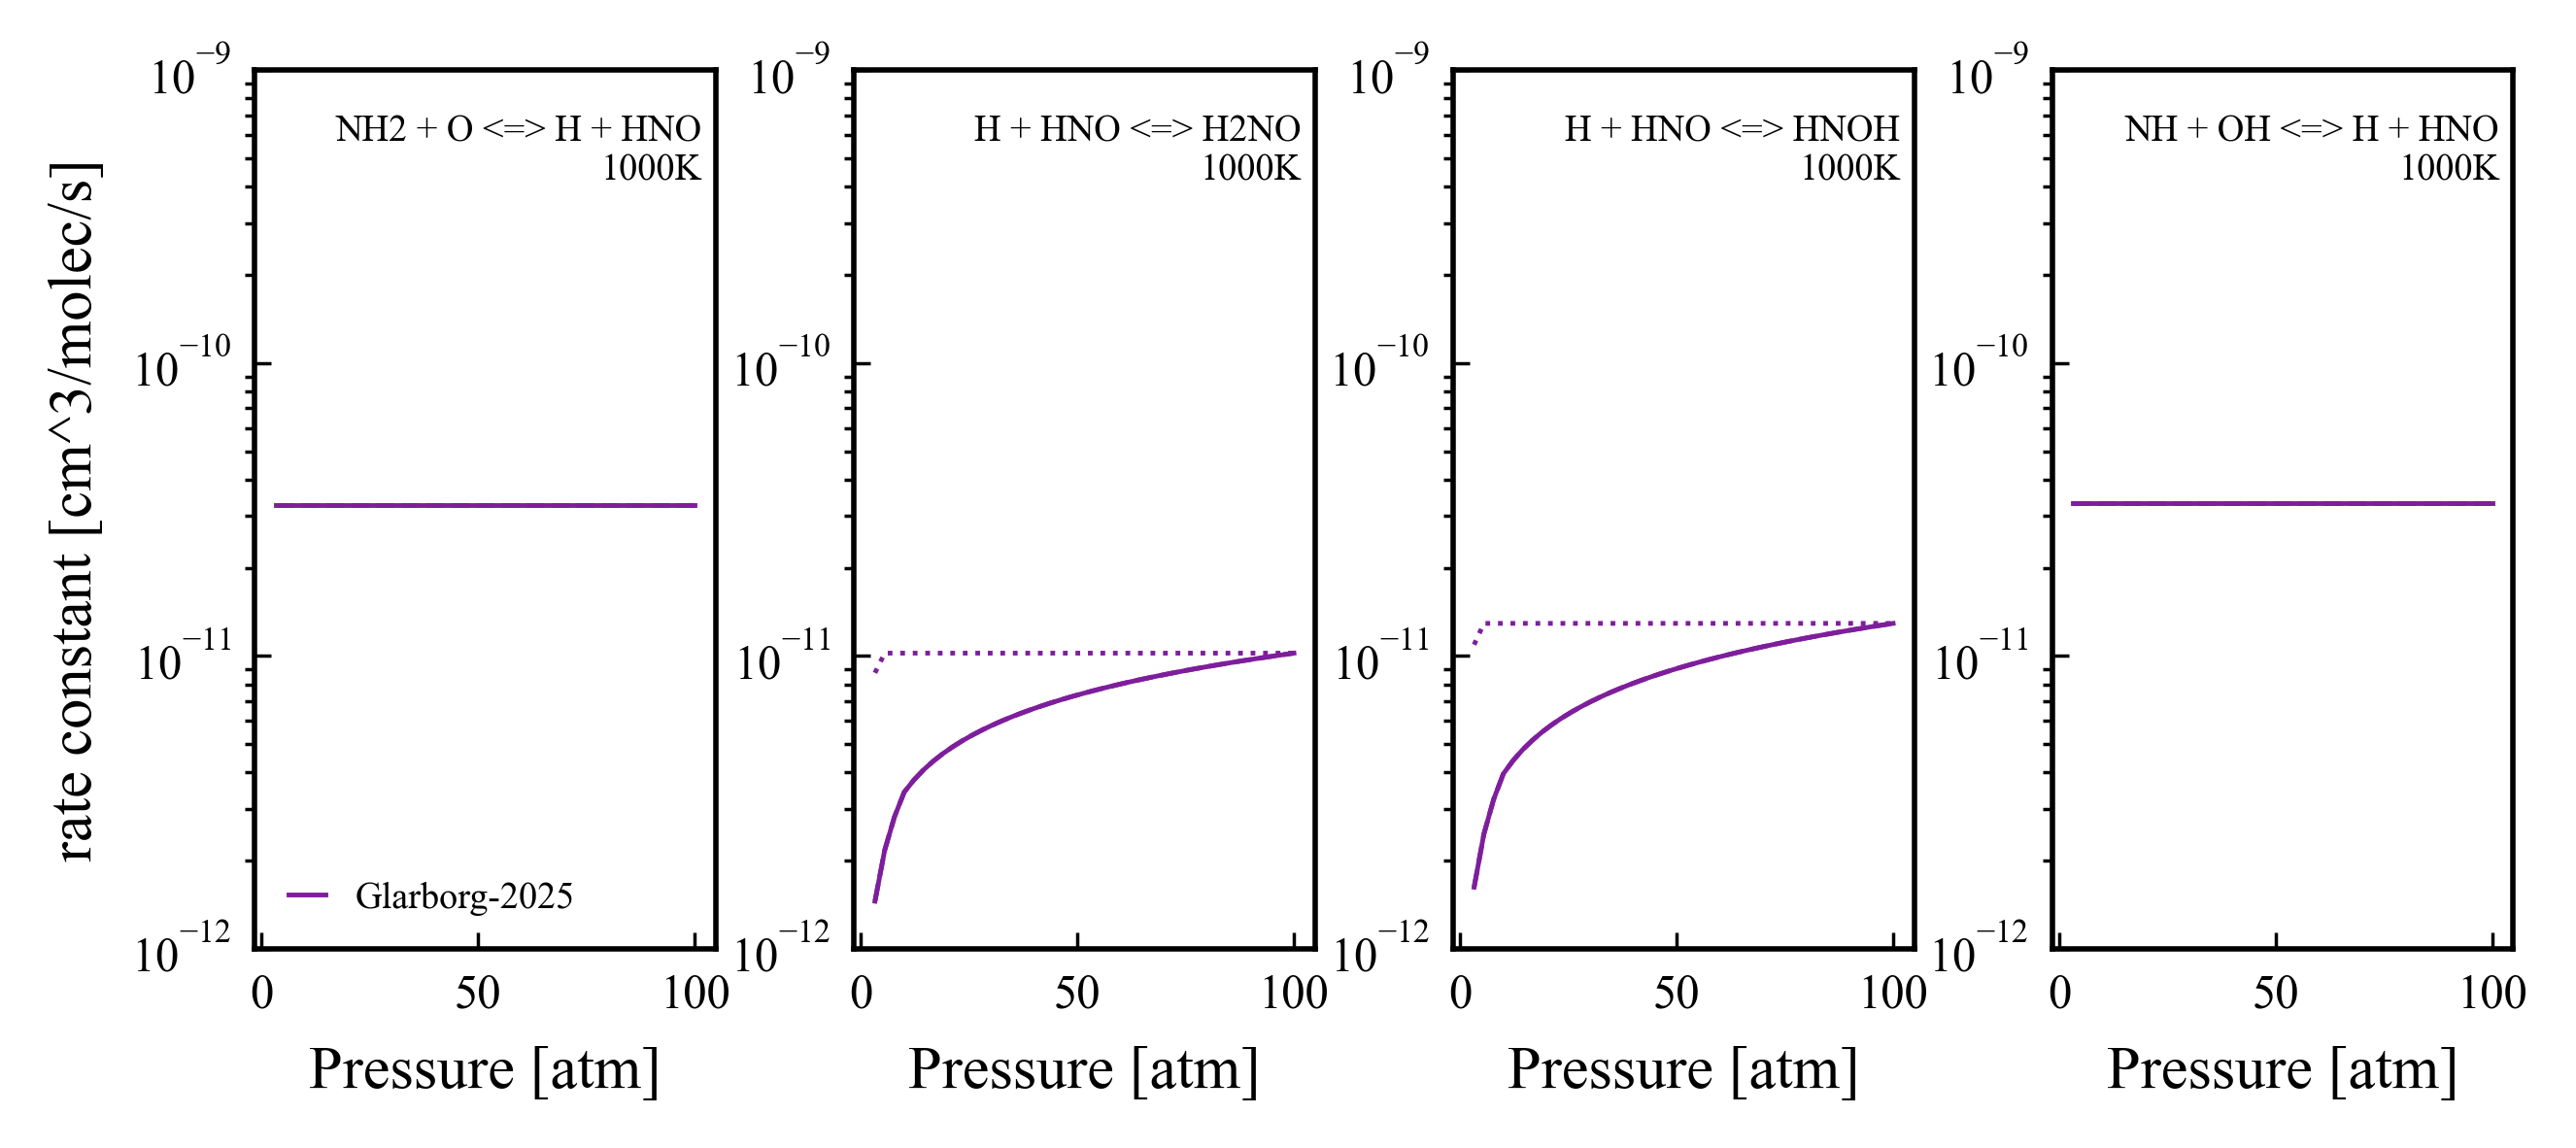 rate constant [cm^3/molec/s]
10−9
10−10
10−11
10−12
NH2 + O <=> H + HNO
1000K
Glarborg-2025
0 50 100
Pressure [atm]
10−9
10−10
10−11
10−12
H + HNO <=> H2NO
1000K
0 50 100
Pressure [atm]
10−9
10−10
10−11
10−12
H + HNO <=> HNOH
1000K
0 50 100
Pressure [atm]
10−9
10−10
10−11
10−12
NH + OH <=> H + HNO
1000K
0 50 100
Pressure [atm]